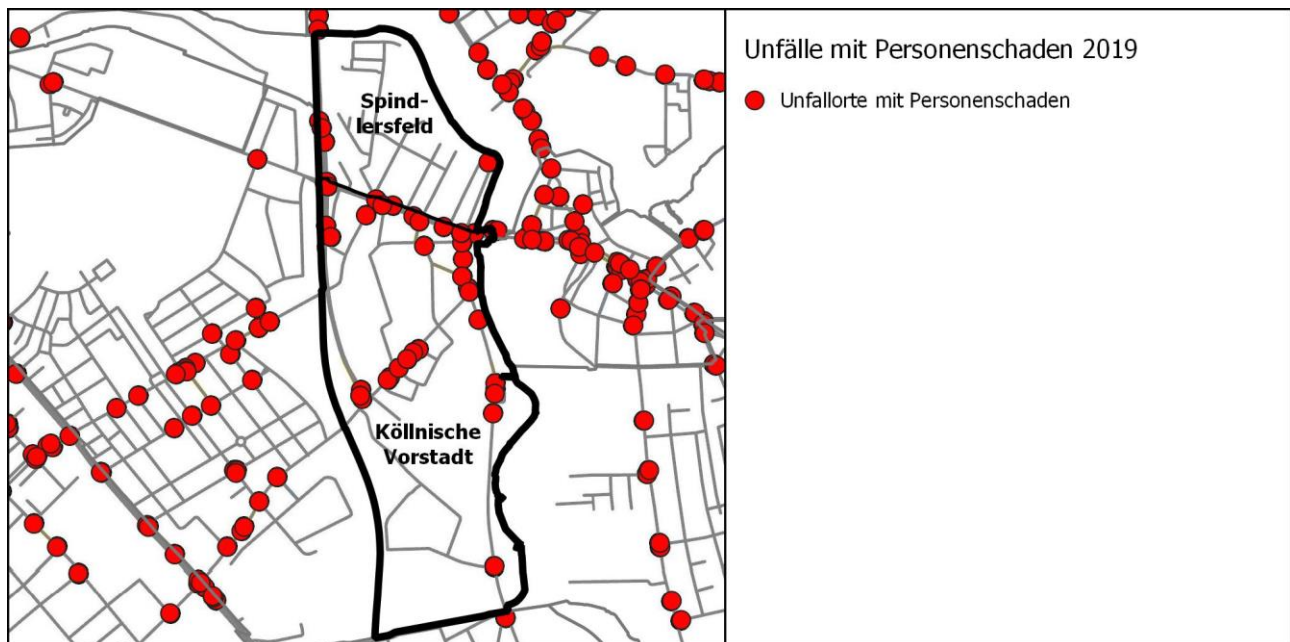 Unfälle mit Personenschaden 2019
Unfallorte mit Personenschaden
Spind-
lersfeld
Köllnische
Vorstadt